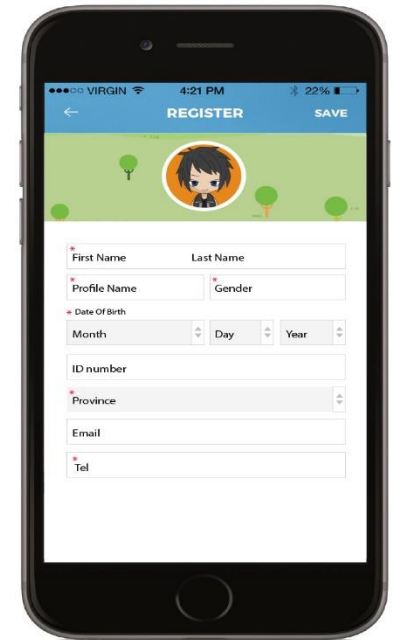 VIRGIN 4:21 PM 22%
← REGISTER SAVE
* First Name Last Name
* Profile Name * Gender
* Date Of Birth
Month Day Year
ID number
* Province
Email
* Tel